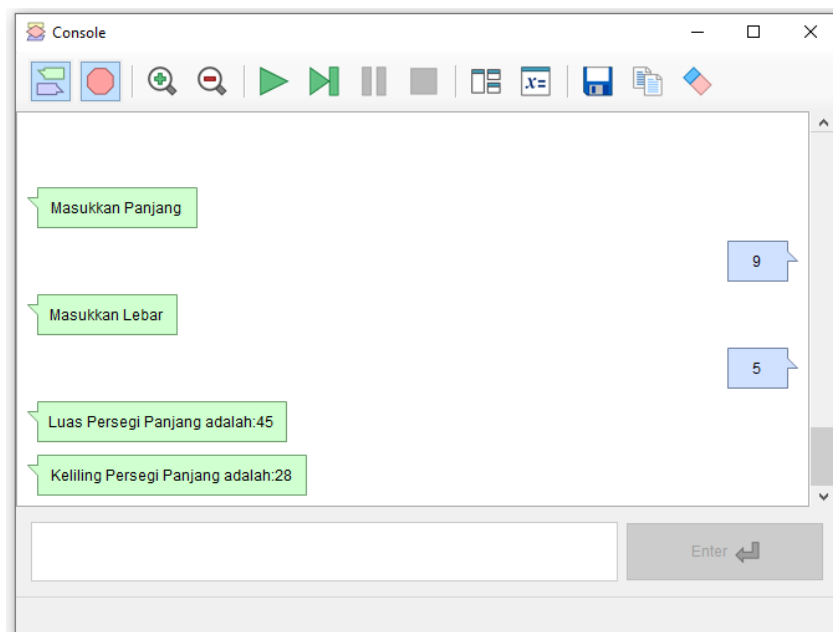 Console
x=
Masukkan Panjang
9
Masukkan Lebar
5
Luas Persegi Panjang adalah:45
Keliling Persegi Panjang adalah:28
Enter